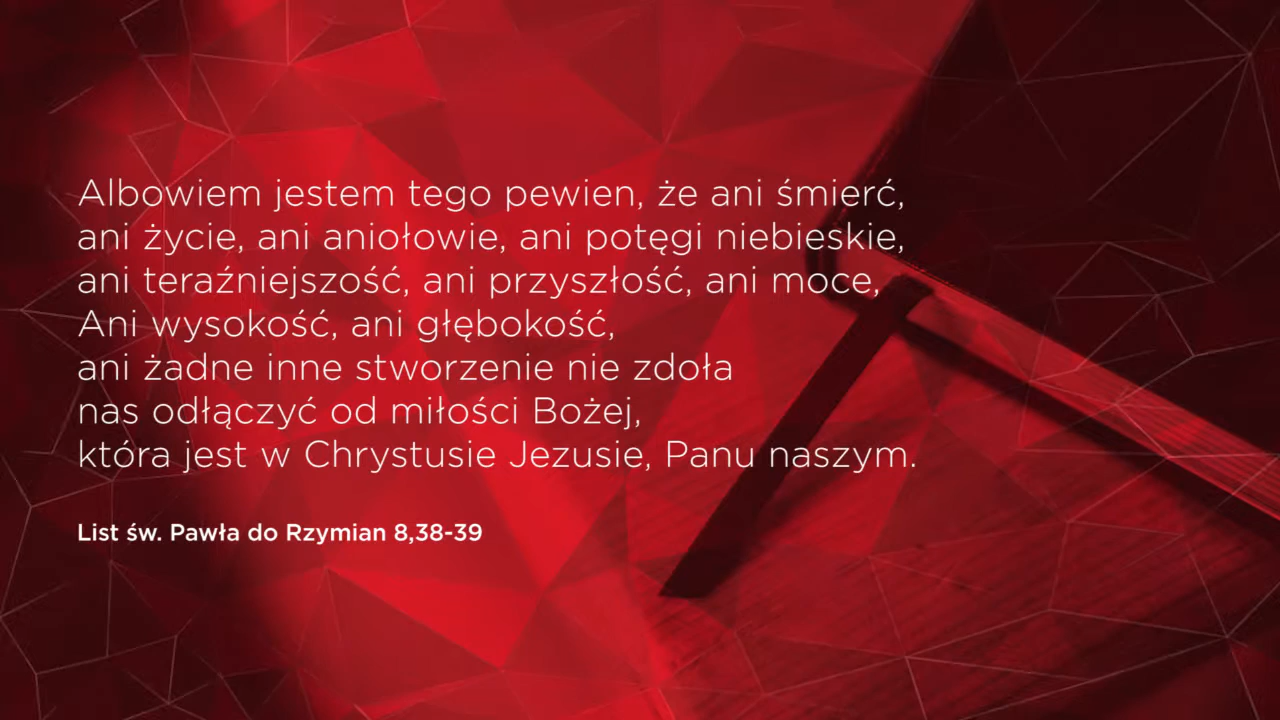 Albowiem jestem tego pewien, że ani śmierć,
ani życie, ani aniołowie, ani potęgi niebieskie,
ani teraźniejszość, ani przyszłość, ani moce,
Ani wysokość, ani głębokość,
ani żadne inne stworzenie nie zdoła
nas odłączyć od miłości Bożej,
która jest w Chrystusie Jezusie, Panu naszym.
List św. Pawła do Rzymian 8,38-39